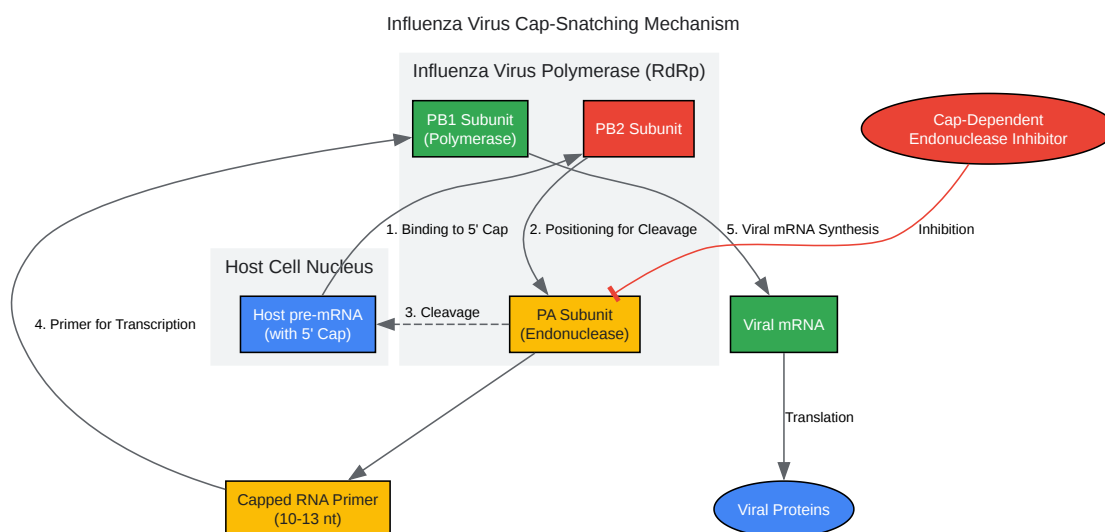 Influenza Virus Cap-Snatching Mechanism
Influenza Virus Polymerase (RdRp)
PB1 Subunit
(Polymerase)
PB2 Subunit
Cap-Dependent
Endonuclease Inhibitor
1. Binding to 5' Cap
2. Positioning for Cleavage
5. Viral mRNA Synthesis
Inhibition
Host Cell Nucleus
Host pre-mRNA
(with 5' Cap)
3. Cleavage
PA Subunit
(Endonuclease)
Viral mRNA
4. Primer for Transcription
Translation
Capped RNA Primer
(10-13 nt)
Viral Proteins